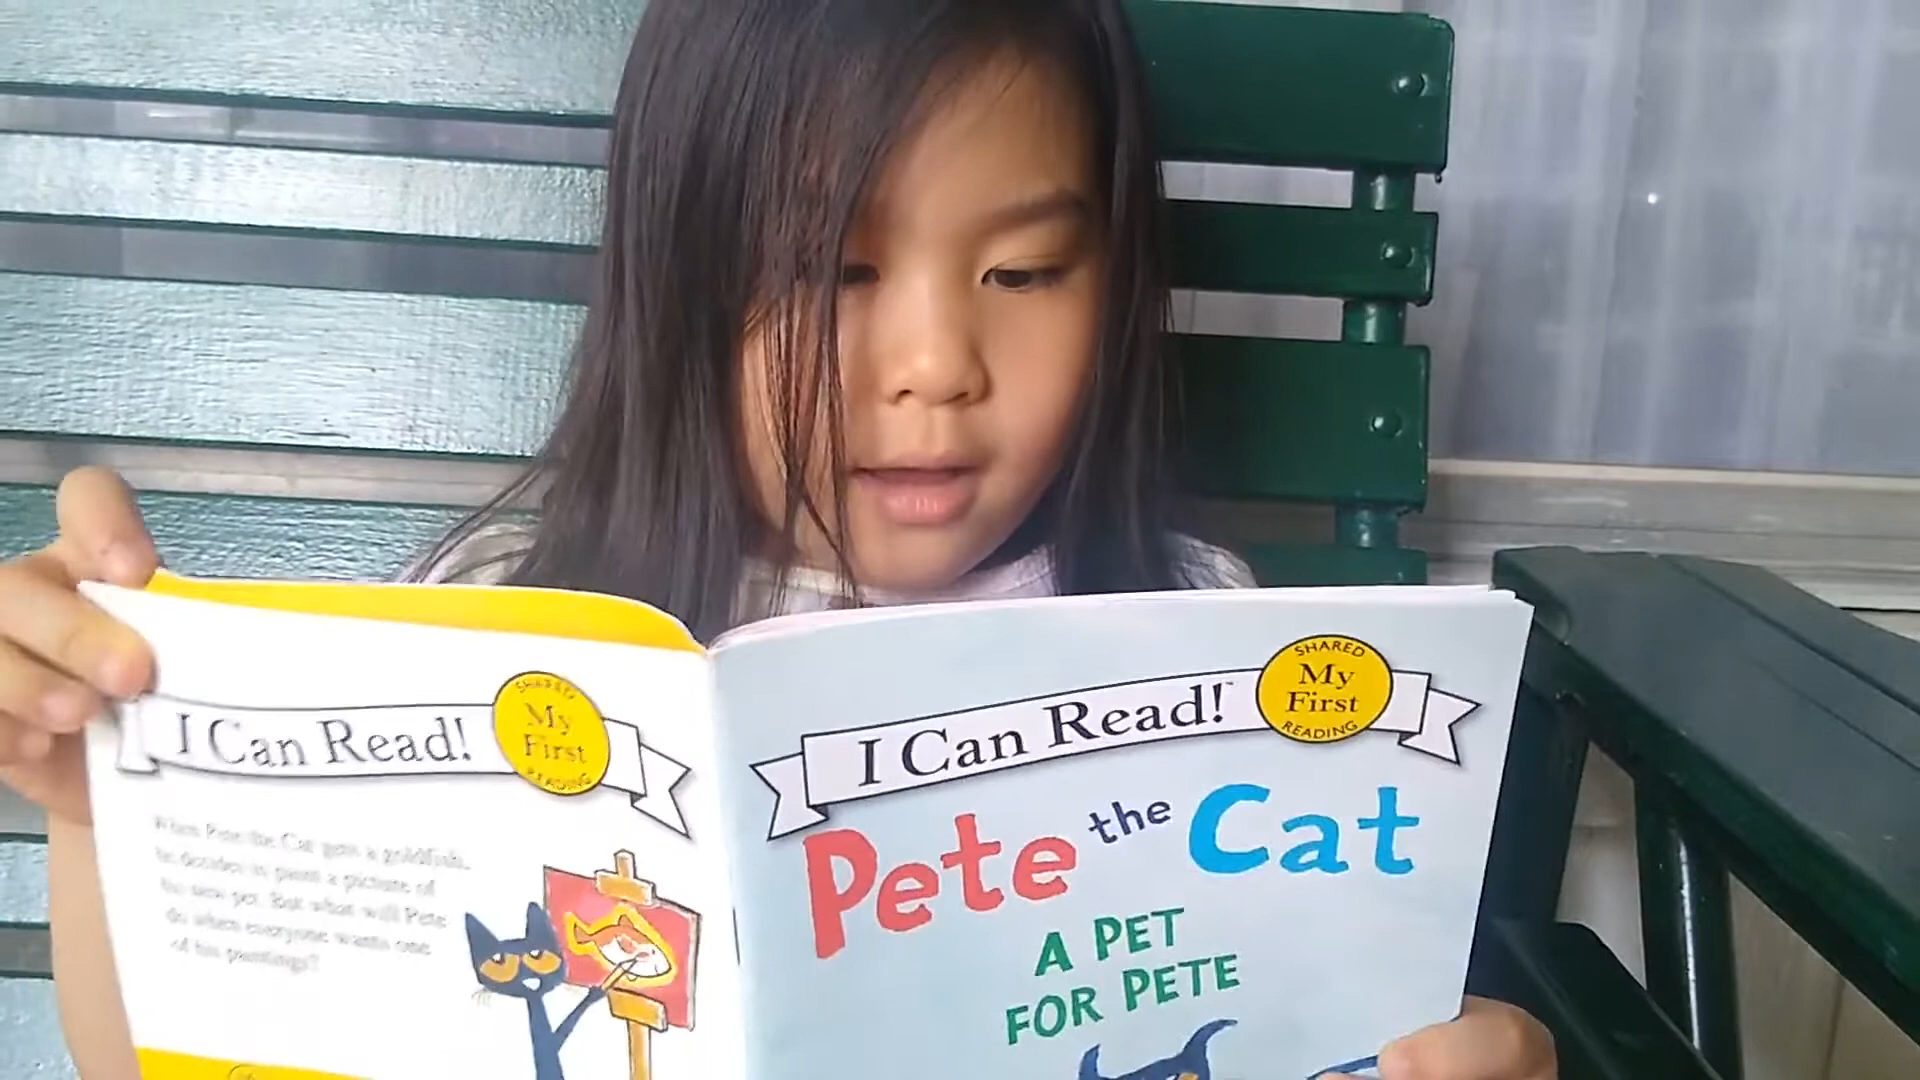 I Can Read!
SHARED
My
First
READING
When Pete the Cat gets a goldfish,
he decides to paint a picture of
his new pet. But what will Pete
do when everyone wants one
of his paintings?
I Can Read!™
SHARED
My
First
READING
Pete the Cat
A PET
FOR PETE